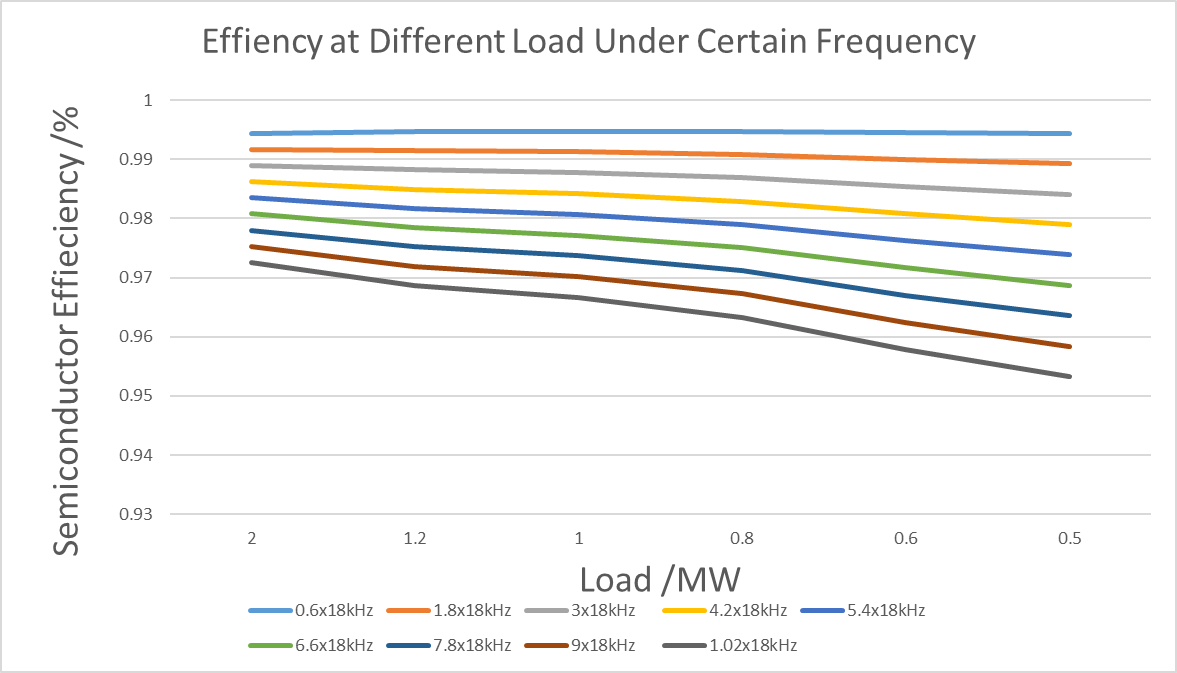 Effiency at Different Load Under Certain Frequency
Semiconductor Effieciency /%
1
0.99
0.98
0.97
0.96
0.95
0.94
0.93
2 1.2 1 0.8 0.6 0.5
Load /MW
0.6x18kHz 1.8x18kHz 3x18kHz 4.2x18kHz 5.4x18kHz
6.6x18kHz 7.8x18kHz 9x18kHz 1.02x18kHz